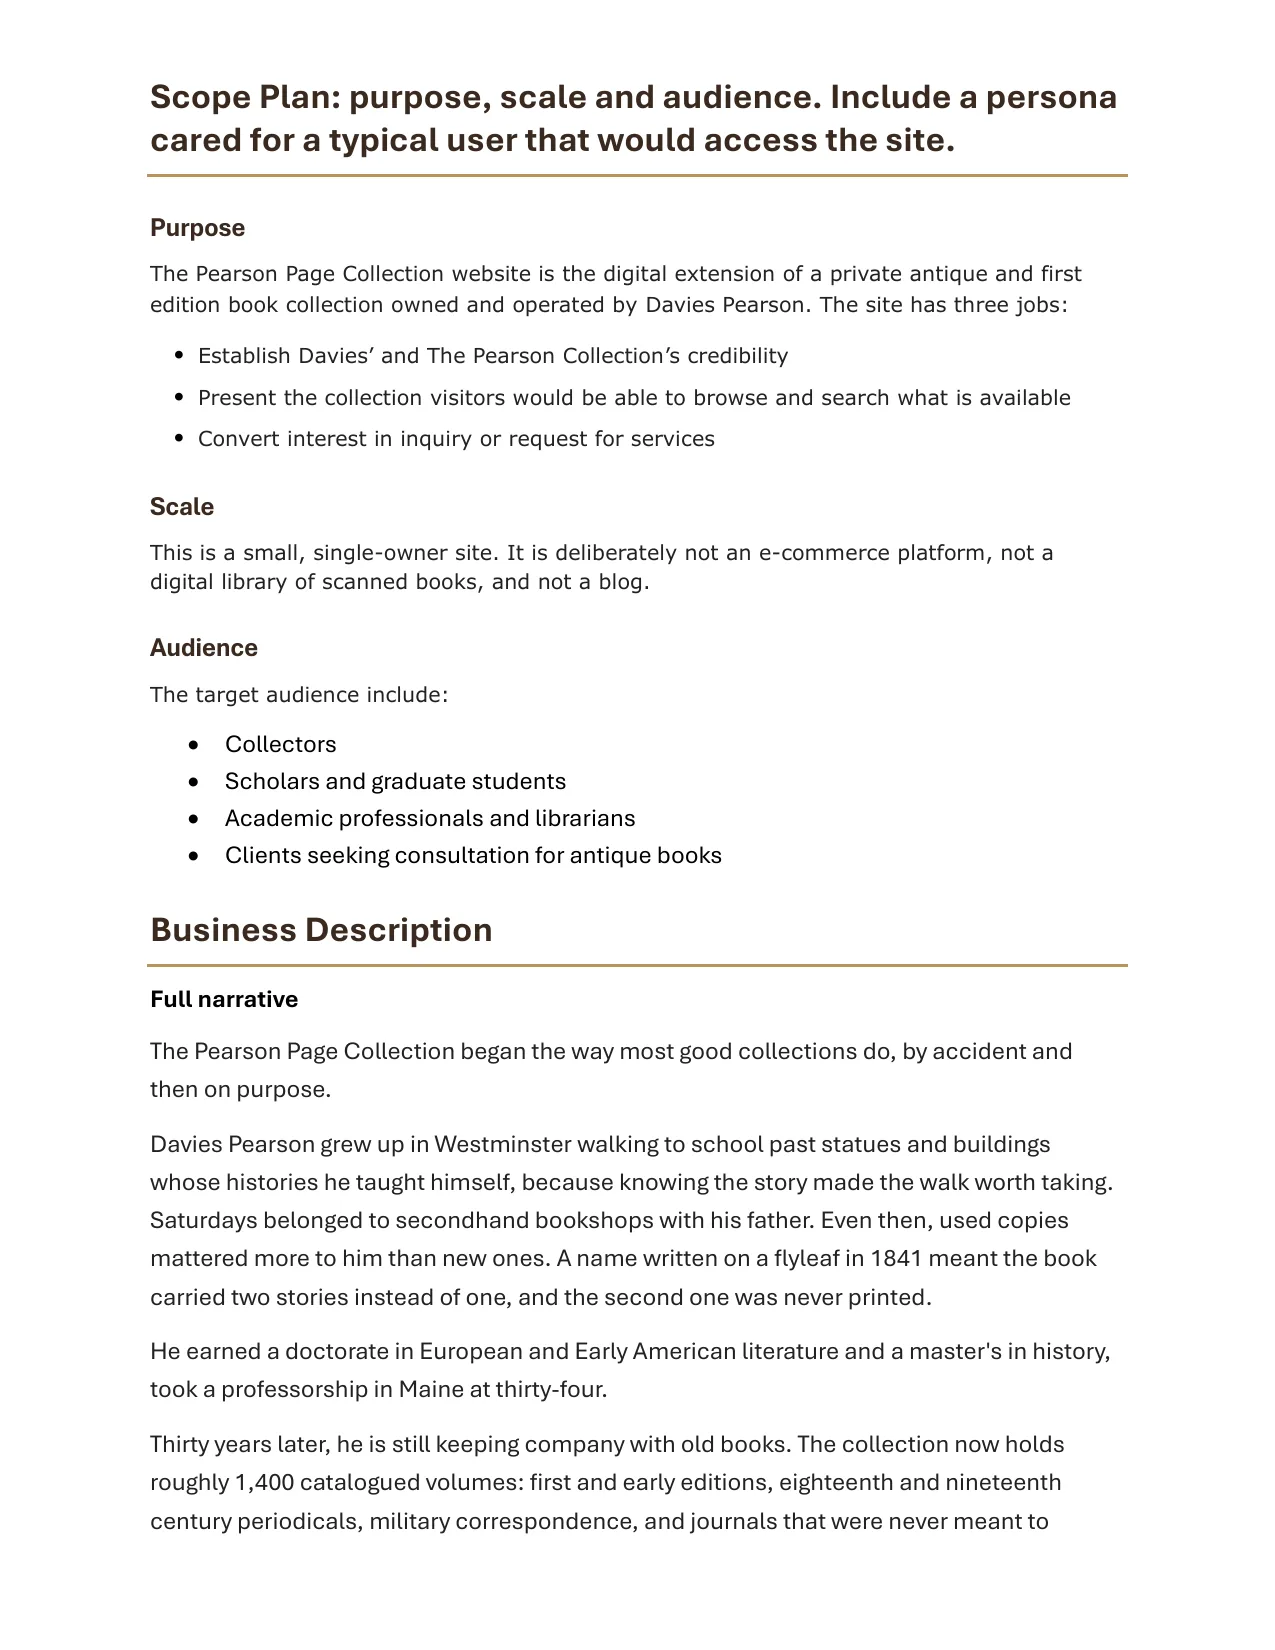 Scope Plan: purpose, scale and audience. Include a persona
cared for a typical user that would access the site.
Purpose
The Pearson Page Collection website is the digital extension of a private antique and first
edition book collection owned and operated by Davies Pearson. The site has three jobs:
• Establish Davies’ and The Pearson Collection’s credibility
• Present the collection visitors would be able to browse and search what is available
• Convert interest in inquiry or request for services
Scale
This is a small, single-owner site. It is deliberately not an e-commerce platform, not a
digital library of scanned books, and not a blog.
Audience
The target audience include:
• Collectors
• Scholars and graduate students
• Academic professionals and librarians
• Clients seeking consultation for antique books
Business Description
Full narrative
The Pearson Page Collection began the way most good collections do, by accident and
then on purpose.
Davies Pearson grew up in Westminster walking to school past statues and buildings
whose histories he taught himself, because knowing the story made the walk worth taking.
Saturdays belonged to secondhand bookshops with his father. Even then, used copies
mattered more to him than new ones. A name written on a flyleaf in 1841 meant the book
carried two stories instead of one, and the second one was never printed.
He earned a doctorate in European and Early American literature and a master's in history,
took a professorship in Maine at thirty-four.
Thirty years later, he is still keeping company with old books. The collection now holds
roughly 1,400 catalogued volumes: first and early editions, eighteenth and nineteenth
century periodicals, military correspondence, and journals that were never meant to